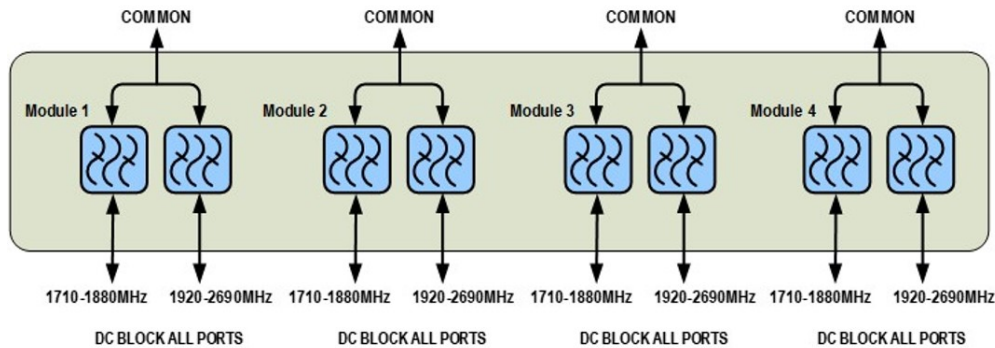 COMMON COMMON COMMON COMMON
Module 1 Module 2 Module 3 Module 4
1710-1880MHz 1920-2690MHz 1710-1880MHz 1920-2690MHz 1710-1880MHz 1920-2690MHz 1710-1880MHz 1920-2690MHz
DC BLOCK ALL PORTS DC BLOCK ALL PORTS DC BLOCK ALL PORTS DC BLOCK ALL PORTS